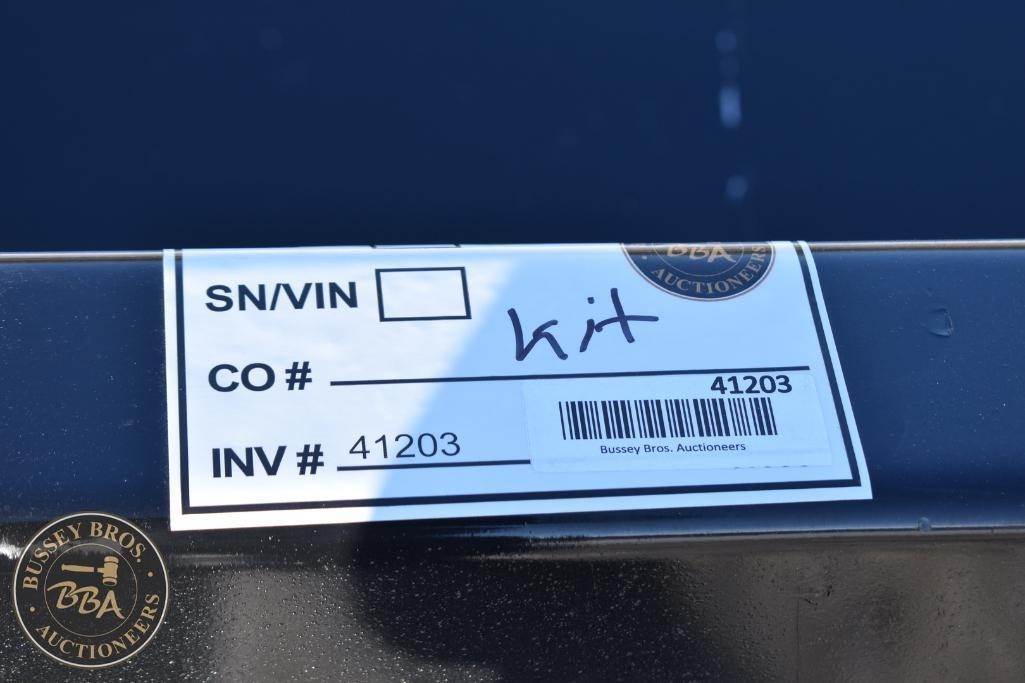 BBA
AUCTIONEERS
SN/VIN
Kit
CO #
41203
INV # 41203
Bussey Bros. Auctioneers
BUSSEY BROS.
BBA
AUCTIONEERS